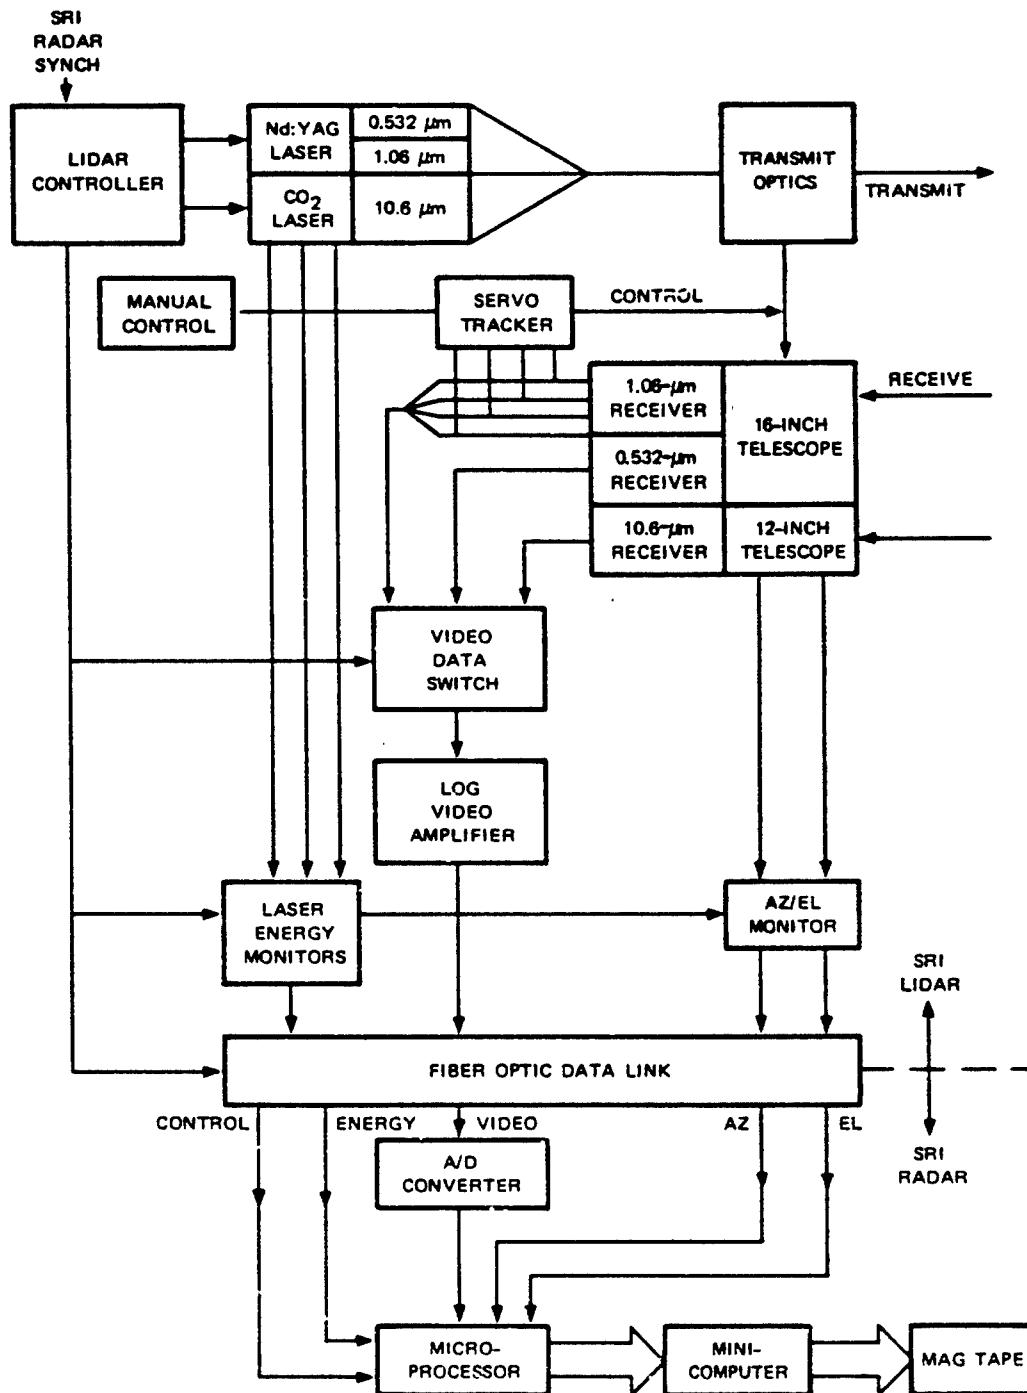 SRI
RADAR
SYNCH
LIDAR
CONTROLLER
Nd:YAG
LASER
0.532 µm
1.06 µm
CO2
LASER
10.6 µm
TRANSMIT
OPTICS
TRANSMIT
MANUAL
CONTROL
SERVO
TRACKER
CONTROL
1.06-µm
RECEIVER
16-INCH
TELESCOPE
RECEIVE
0.532-µm
RECEIVER
10.6-µm
RECEIVER
12-INCH
TELESCOPE
VIDEO
DATA
SWITCH
LOG
VIDEO
AMPLIFIER
LASER
ENERGY
MONITORS
AZ/EL
MONITOR
SRI
LIDAR
FIBER OPTIC DATA LINK
CONTROL
ENERGY
VIDEO
AZ
EL
SRI
RADAR
A/D
CONVERTER
MICRO-
PROCESSOR
MINI-
COMPUTER
MAG TAPE